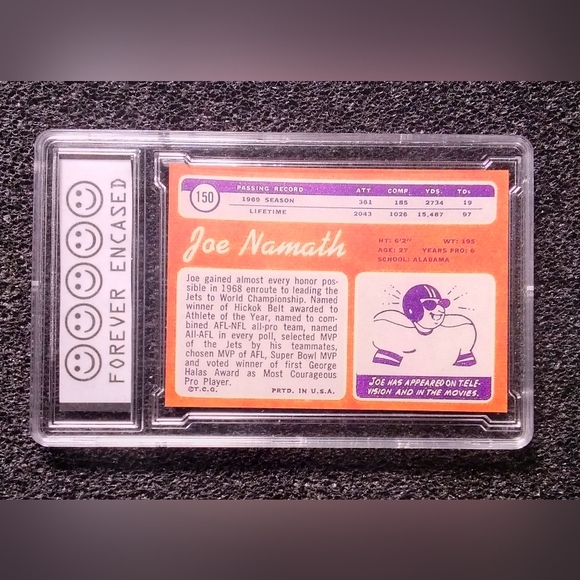 FOREVER ENCASED
150
PASSING RECORD ATT. COMP. YDS. TDs
1969 SEASON 361 185 2734 19
LIFETIME 2043 1026 15,487 97
Joe Namath
HT: 6'2" WT: 195
AGE: 27 YEARS PRO: 6
SCHOOL: ALABAMA
Joe gained almost every honor pos-
sible in 1968 enroute to leading the
Jets to World Championship. Named
winner of Hickok Belt awarded to
Athlete of the Year, named to com-
bined AFL-NFL all-pro team, named
All-AFL in every poll, selected MVP
of the Jets by his teammates,
chosen MVP of AFL, Super Bowl MVP
and voted winner of first George
Halas Award as Most Courageous
Pro Player.
©T.C.G. PRTD. IN U.S.A.
JOE HAS APPEARED ON TELE-
VISION AND IN THE MOVIES.